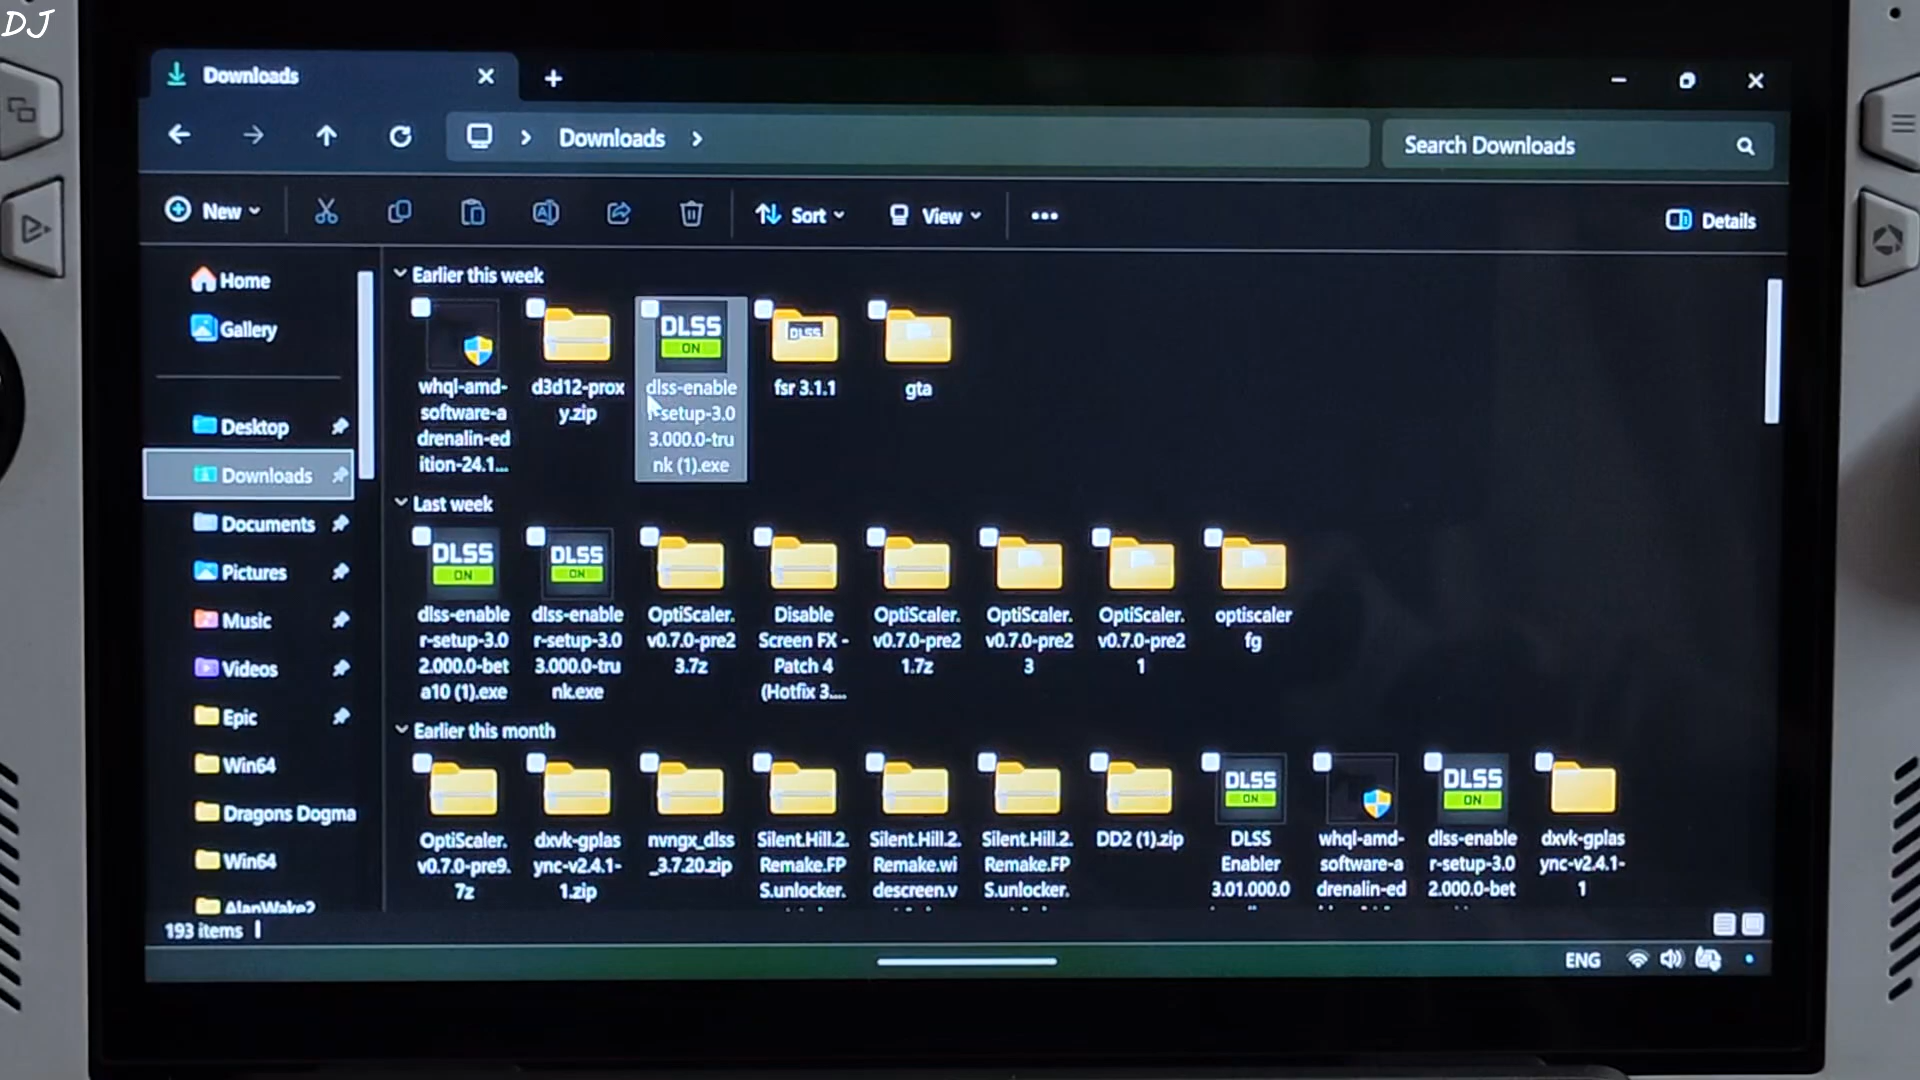 DJ
Downloads
Downloads
Search Downloads
New
Sort
View
Details
Home
Gallery
Desktop
Downloads
Documents
Pictures
Music
Videos
Epic
Win64
Dragons Dogma
Win64
AlanWake2
Earlier this week
whql-amd-
software-a
drenalin-ed
ition-24.1...
d3d12-prox
y.zip
DLSS
ON
dlss-enable
r-setup-3.0
3.000.0-tru
nk (1).exe
DLSS
fsr 3.1.1
gta
Last week
DLSS
ON
dlss-enable
r-setup-3.0
2.000.0-bet
a10 (1).exe
DLSS
ON
dlss-enable
r-setup-3.0
3.000.0-tru
nk.exe
OptiScaler.
v0.7.0-pre2
3.7z
Disable
Screen FX -
Patch 4
(Hotfix 3....
OptiScaler.
v0.7.0-pre2
1.7z
OptiScaler.
v0.7.0-pre2
3
OptiScaler.
v0.7.0-pre2
1
optiscaler
fg
Earlier this month
OptiScaler.
v0.7.0-pre9.
7z
dxvk-gplas
ync-v2.4.1-
1.zip
nvngx_dlss
_3.7.20.zip
Silent.Hill.2.
Remake.FP
S.unlocker.
Silent.Hill.2.
Remake.wi
descreen.v
Silent.Hill.2.
Remake.FP
S.unlocker.
DD2 (1).zip
DLSS
ON
DLSS
Enabler
3.01.000.0
whql-amd-
software-a
drenalin-ed
DLSS
ON
dlss-enable
r-setup-3.0
2.000.0-bet
dxvk-gplas
ync-v2.4.1-
1
193 items
ENG